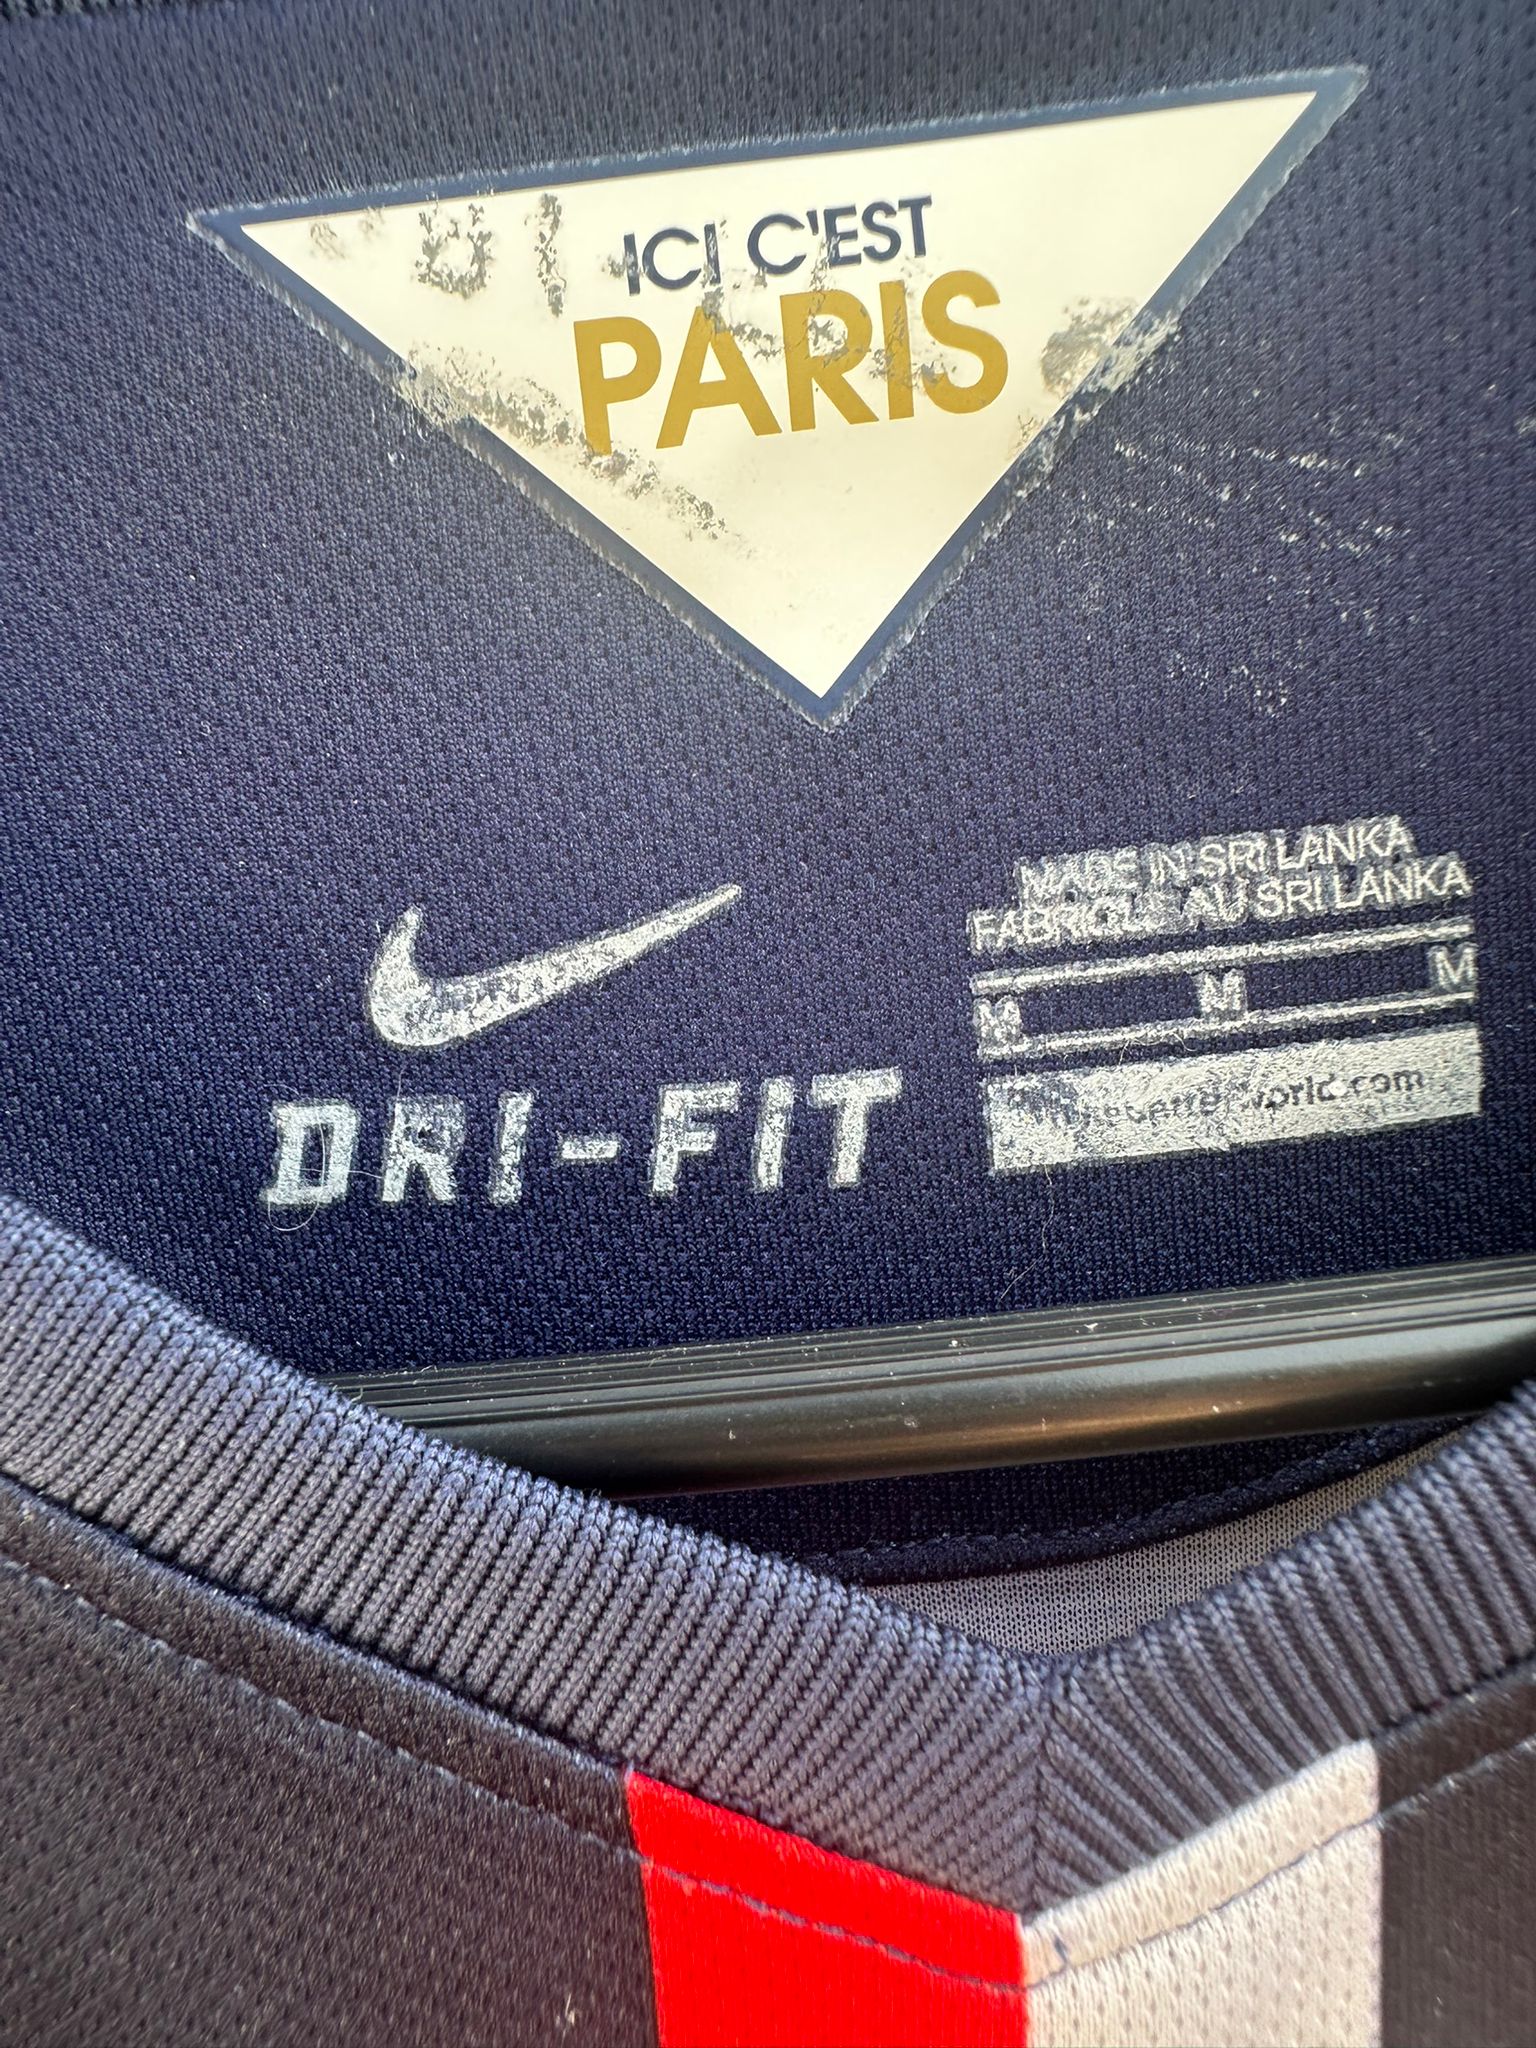 ICI C'EST
PARIS
DRI-FIT
MADE IN SRI LANKA
FABRIQUE AU SRI LANKA
M M M